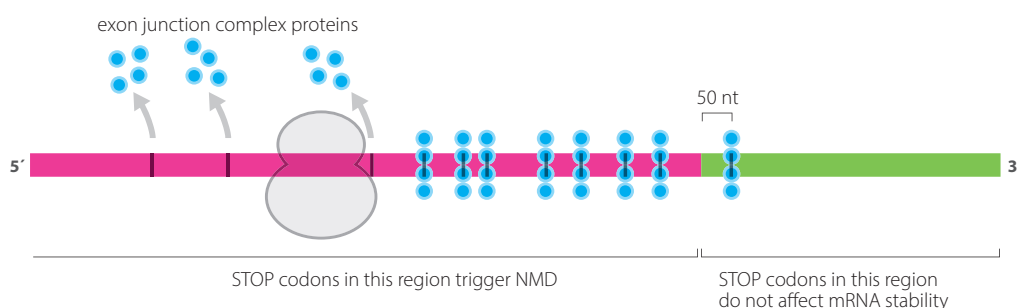 exon junction complex proteins
50 nt
5´ 3
STOP codons in this region trigger NMD
STOP codons in this region
do not affect mRNA stability